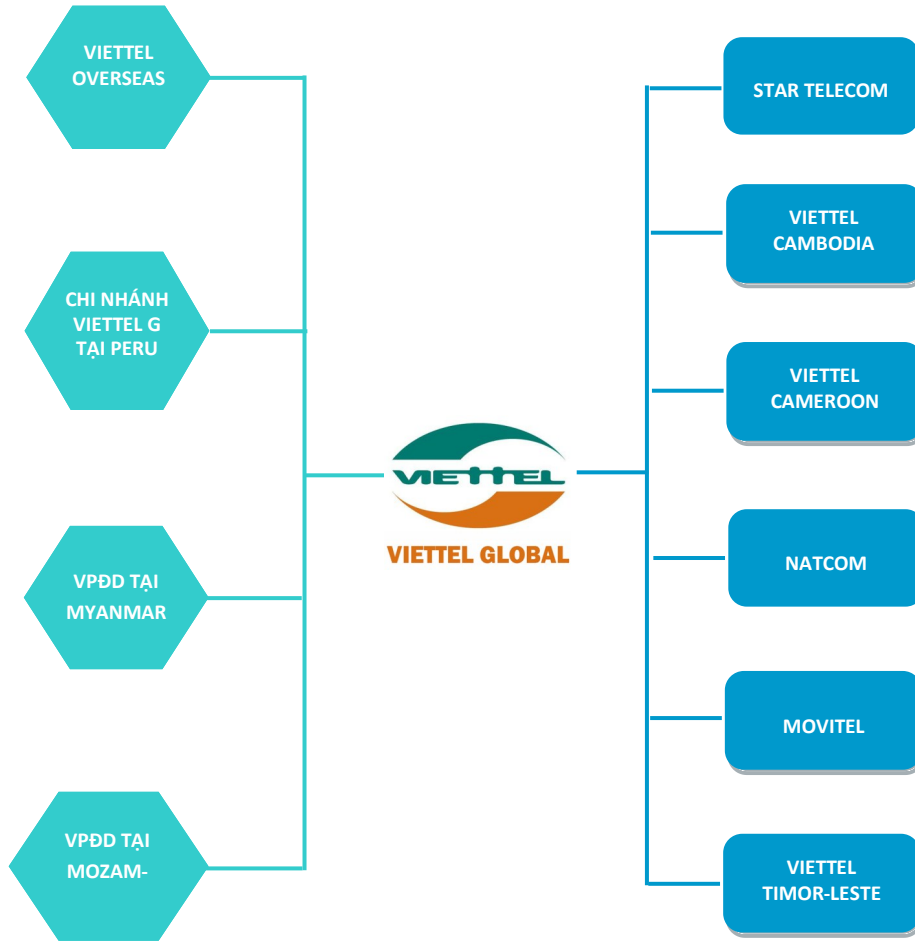 VIETTEL
OVERSEAS
CHI NHÁNH
VIETTEL G
TẠI PERU
VPĐD TẠI
MYANMAR
VPĐD TẠI
MOZAM-
VIETTEL
VIETTEL GLOBAL
STAR TELECOM
VIETTEL
CAMBODIA
VIETTEL
CAMEROON
NATCOM
MOVITEL
VIETTEL
TIMOR-LESTE